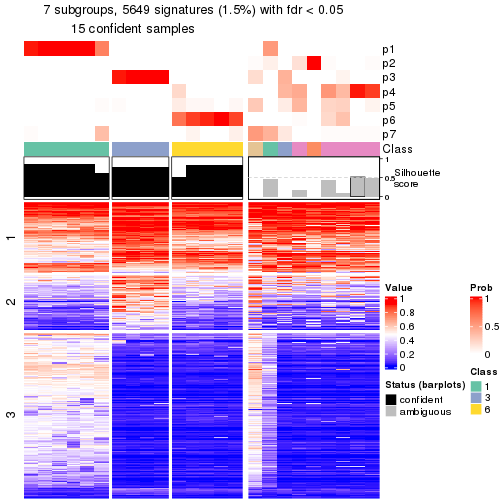 7 subgroups, 5649 signatures (1.5%) with fdr < 0.05
15 confident samples
p1
p2
p3
p4
p5
p6
p7
Class
1
0.5
0
Silhouette
score
1
2
3
Value
1
0.8
0.6
0.4
0.2
0
Prob
1
0.5
0
Status (barplots)
confident
ambiguous
Class
1
3
6